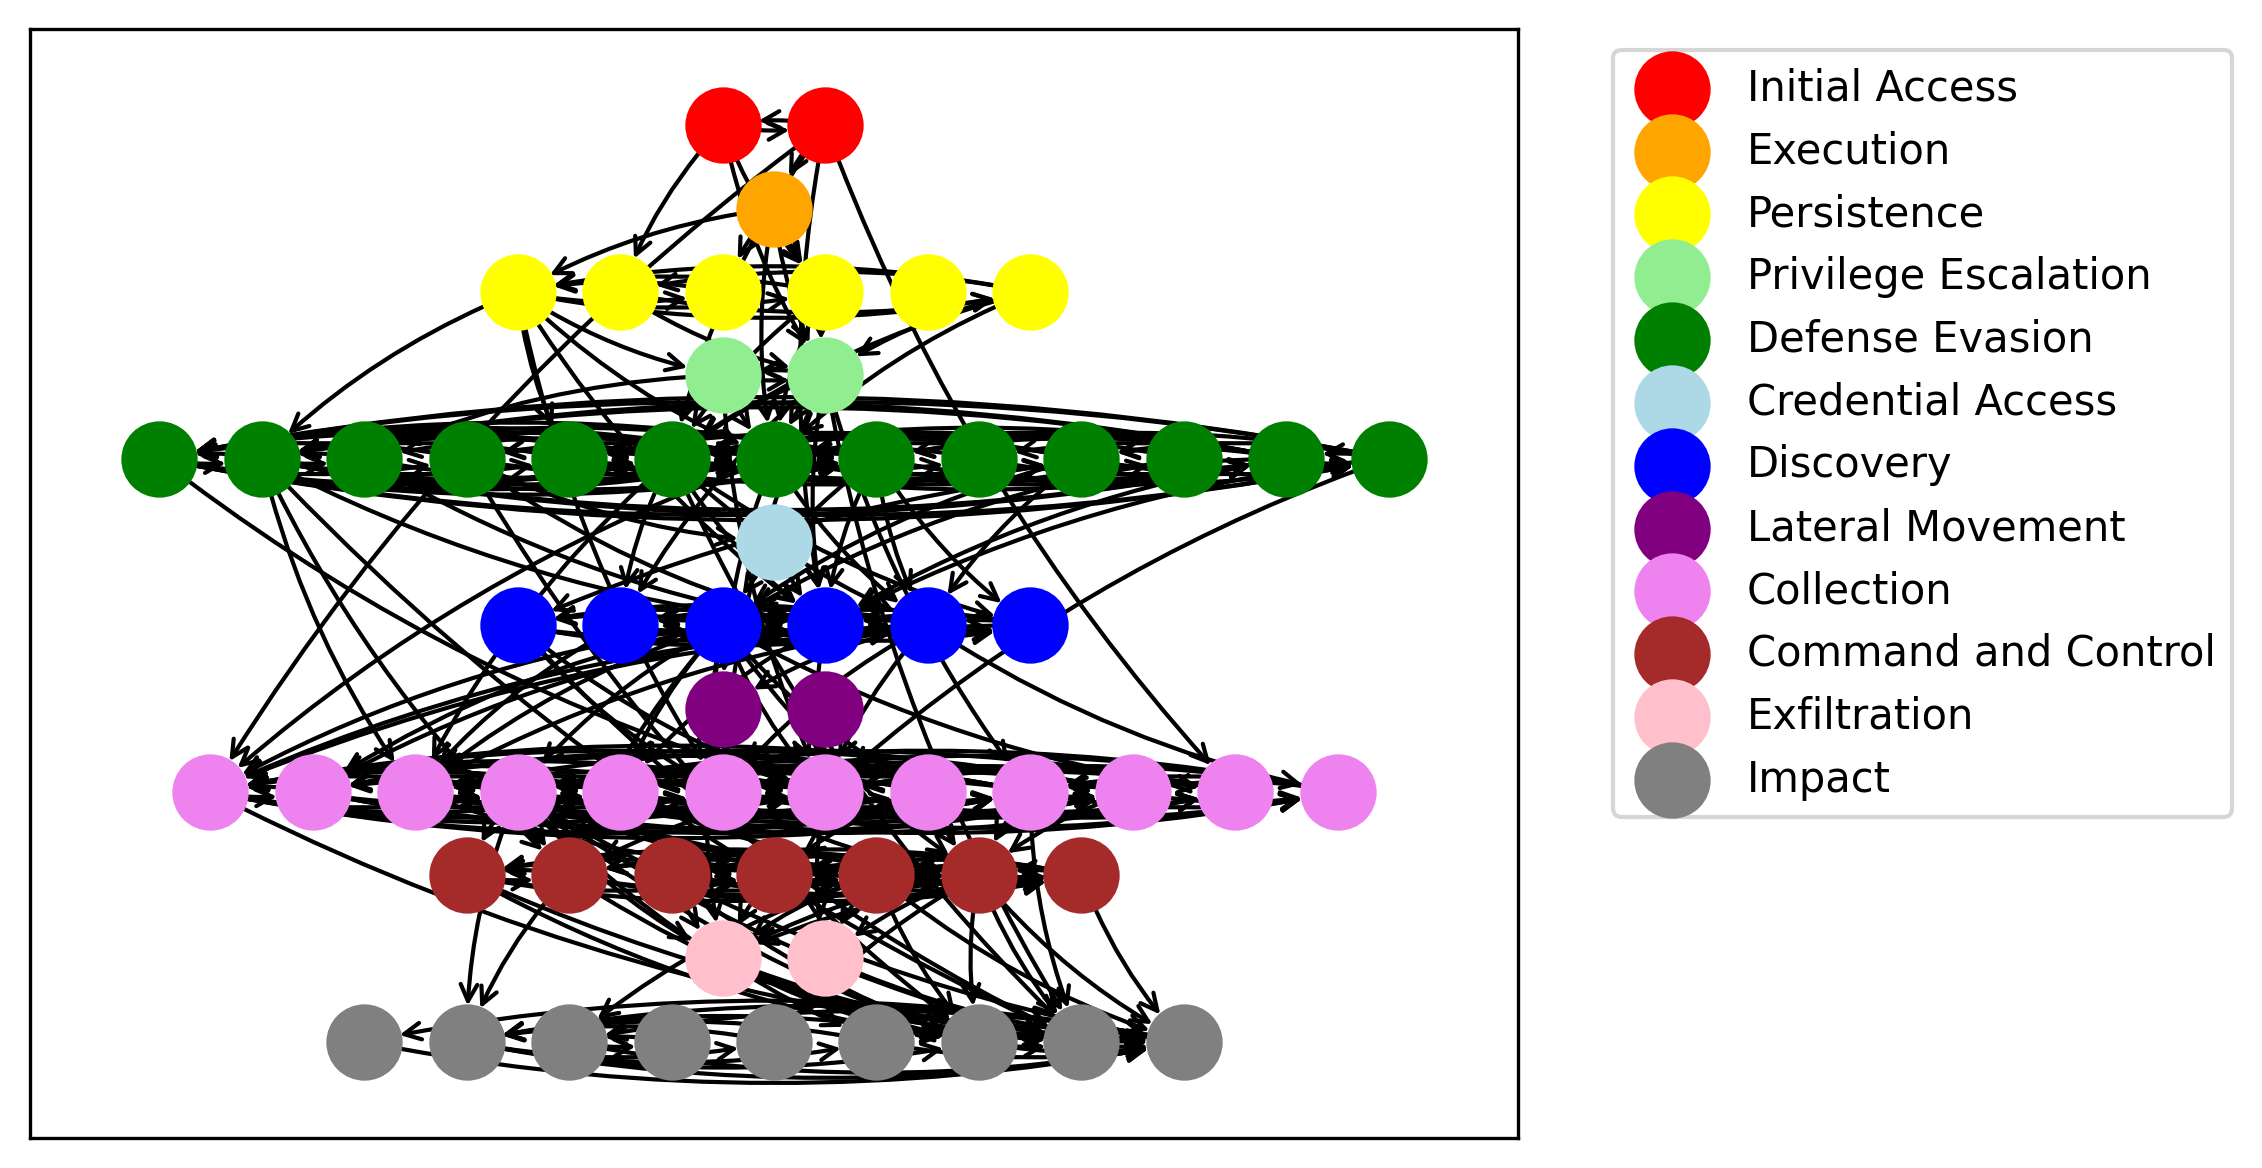 Initial Access
Execution
Persistence
Privilege Escalation
Defense Evasion
Credential Access
Discovery
Lateral Movement
Collection
Command and Control
Exfiltration
Impact